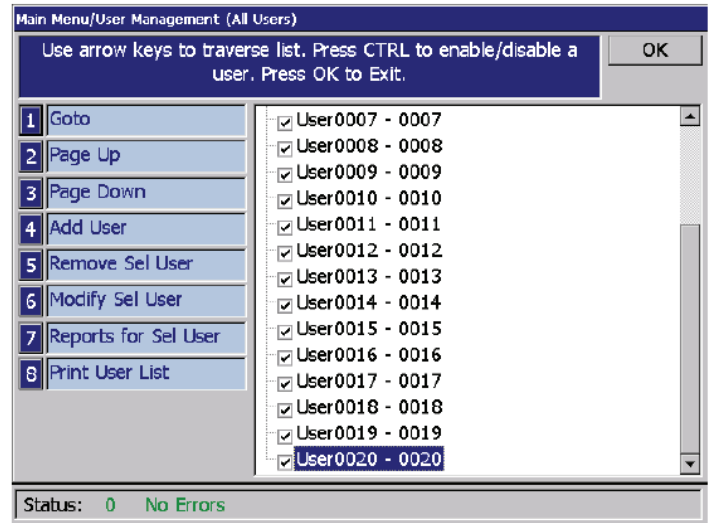 Main Menu/User Management (All Users)
Use arrow keys to traverse list. Press CTRL to enable/disable a
user. Press OK to Exit.
OK
1 Goto
2 Page Up
3 Page Down
4 Add User
5 Remove Sel User
6 Modify Sel User
7 Reports for Sel User
8 Print User List
User0007 - 0007
User0008 - 0008
User0009 - 0009
User0010 - 0010
User0011 - 0011
User0012 - 0012
User0013 - 0013
User0014 - 0014
User0015 - 0015
User0016 - 0016
User0017 - 0017
User0018 - 0018
User0019 - 0019
User0020 - 0020
Status: 0 No Errors